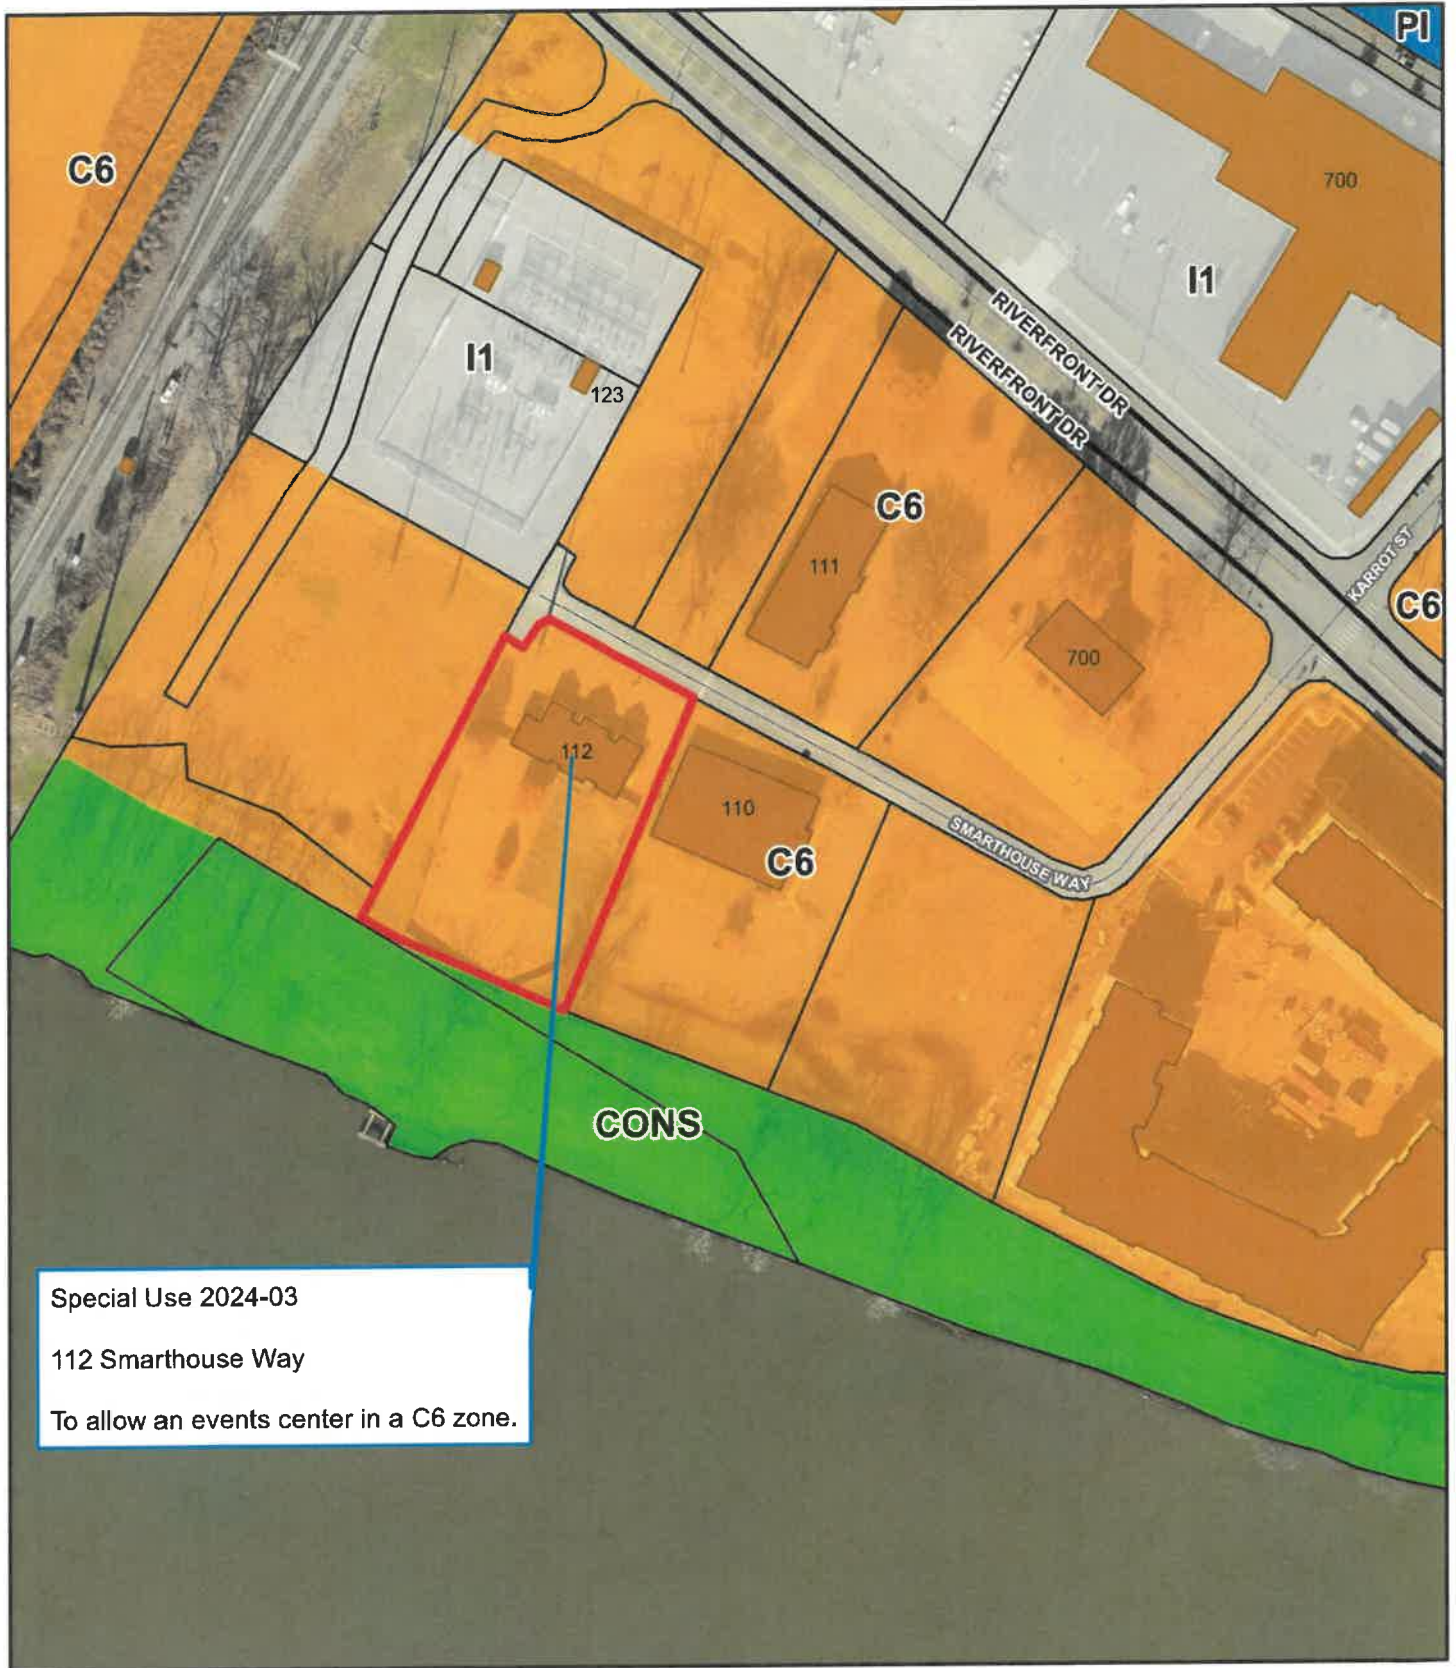 PI
C6
700
I1
RIVERFRONT DR
RIVERFRONT DR
I1
123
C6
111
KARROT ST
C6
700
112
110
SMARTHOUSE WAY
C6
CONS
Special Use 2024-03
112 Smarthouse Way
To allow an events center in a C6 zone.